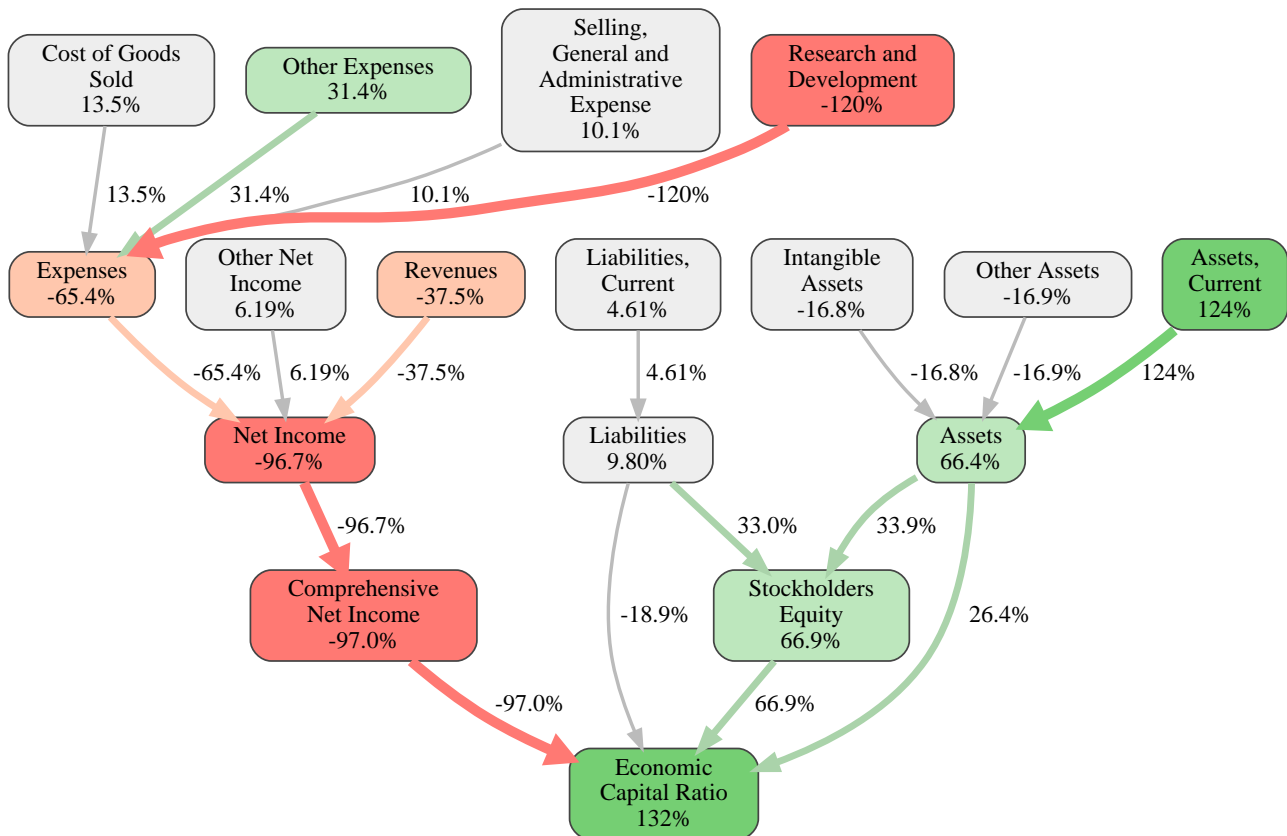 Cost of Goods
Sold
13.5%
Other Expenses
31.4%
Selling,
General and
Administrative
Expense
10.1%
Research and
Development
-120%
13.5%
31.4%
10.1%
-120%
Expenses
-65.4%
Other Net
Income
6.19%
Revenues
-37.5%
Liabilities,
Current
4.61%
Intangible
Assets
-16.8%
Other Assets
-16.9%
Assets,
Current
124%
-65.4%
6.19%
-37.5%
4.61%
-16.8%
-16.9%
124%
Net Income
-96.7%
Liabilities
9.80%
Assets
66.4%
-96.7%
33.0%
33.9%
Comprehensive
Net Income
-97.0%
-18.9%
Stockholders
Equity
66.9%
26.4%
-97.0%
66.9%
Economic
Capital Ratio
132%